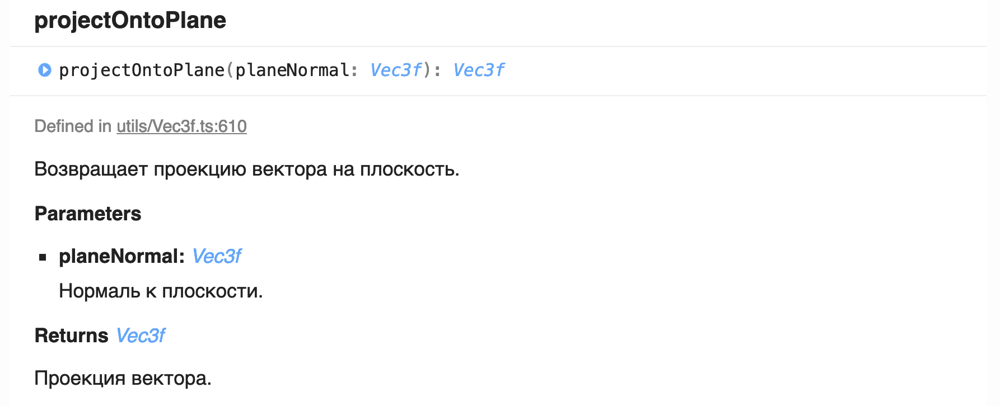 projectOntoPlane
projectOntoPlane(planeNormal: Vec3f): Vec3f
Defined in utils/Vec3f.ts:610
Возвращает проекцию вектора на плоскость.
Parameters
planeNormal: Vec3f
Нормаль к плоскости.
Returns Vec3f
Проекция вектора.